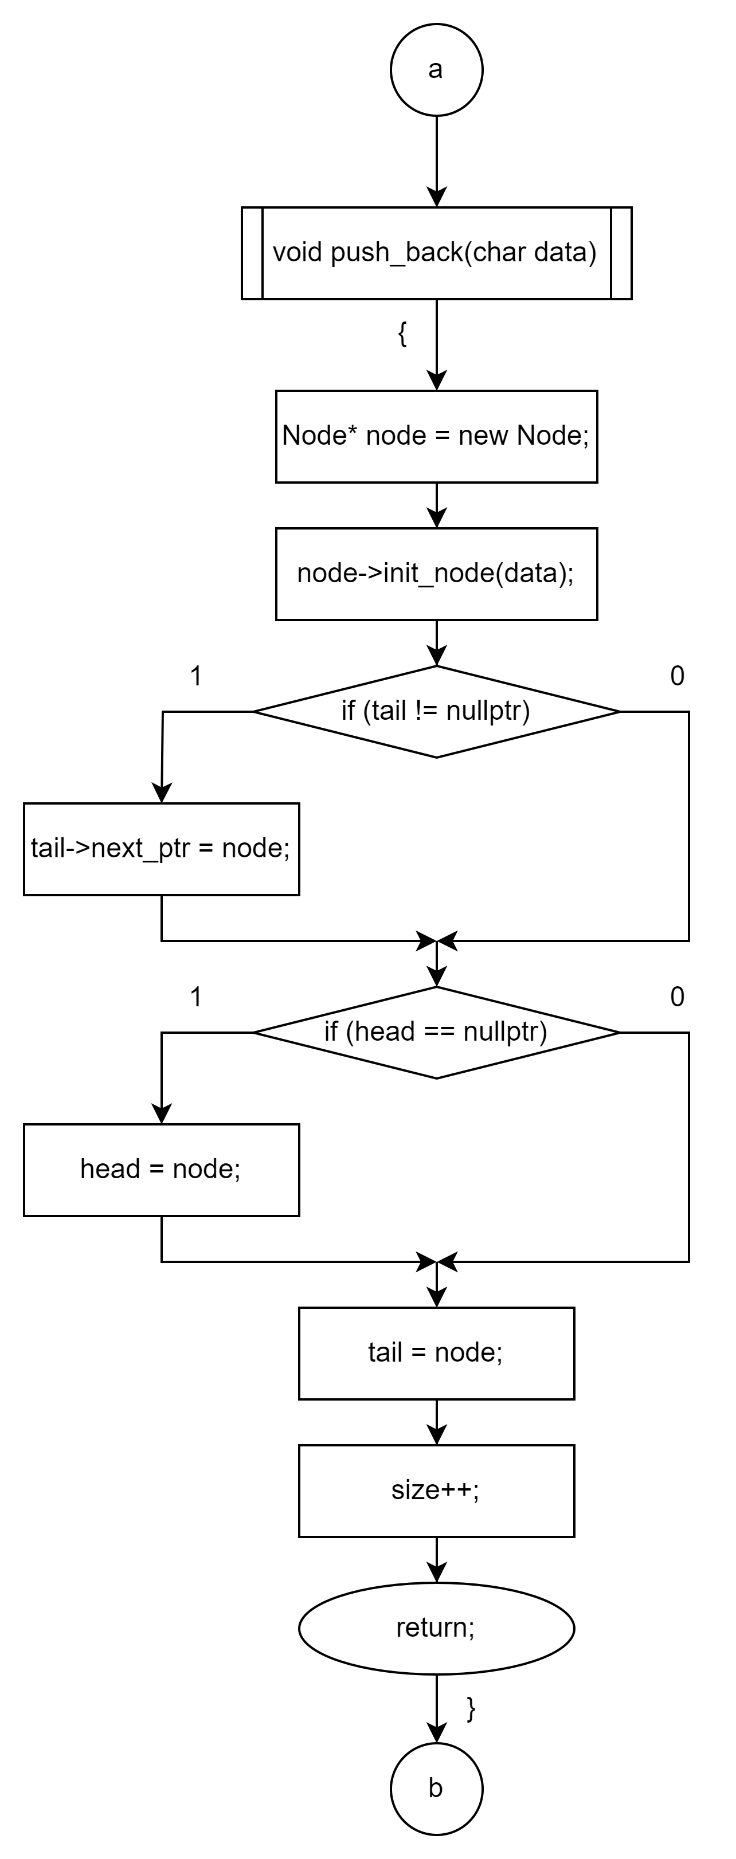 a
void push_back(char data)
{
Node* node = new Node;
node->init_node(data);
1
0
if (tail != nullptr)
tail->next_ptr = node;
1
0
if (head == nullptr)
head = node;
tail = node;
size++;
return;
}
b